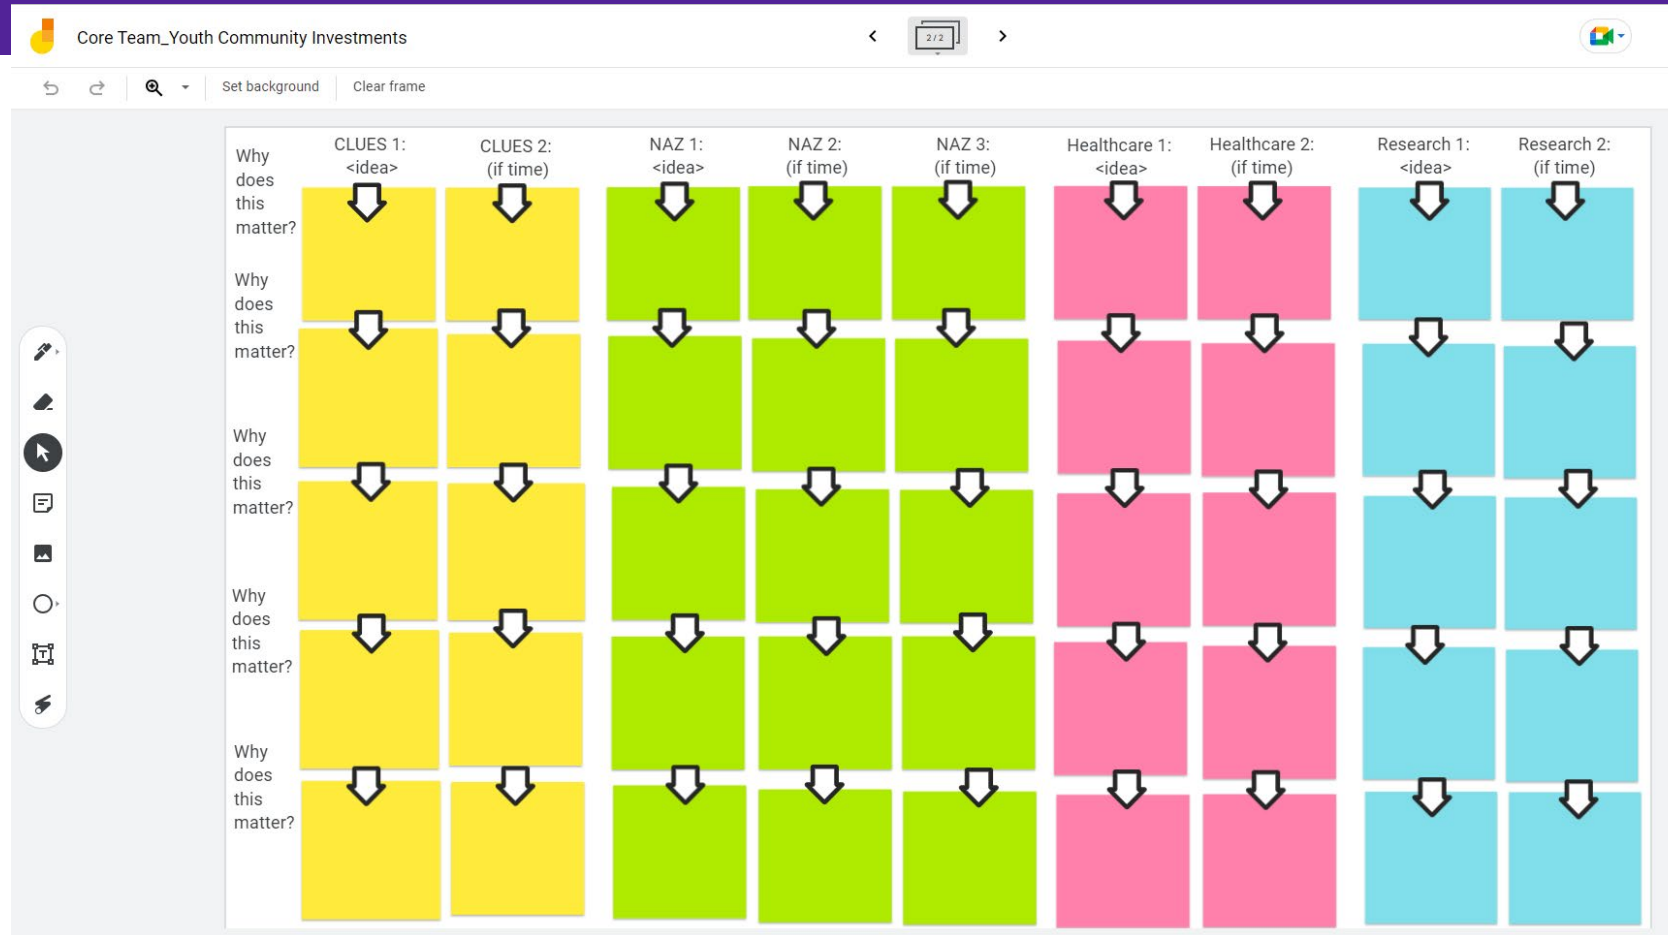 Core Team_Youth Community Investments
2 / 2
Set background
Clear frame
CLUES 1:
<idea>
CLUES 2:
(if time)
NAZ 1:
<idea>
NAZ 2:
(if time)
NAZ 3:
(if time)
Healthcare 1:
<idea>
Healthcare 2:
(if time)
Research 1:
<idea>
Research 2:
(if time)
Why
does
this
matter?
Why
does
this
matter?
Why
does
this
matter?
Why
does
this
matter?
Why
does
this
matter?